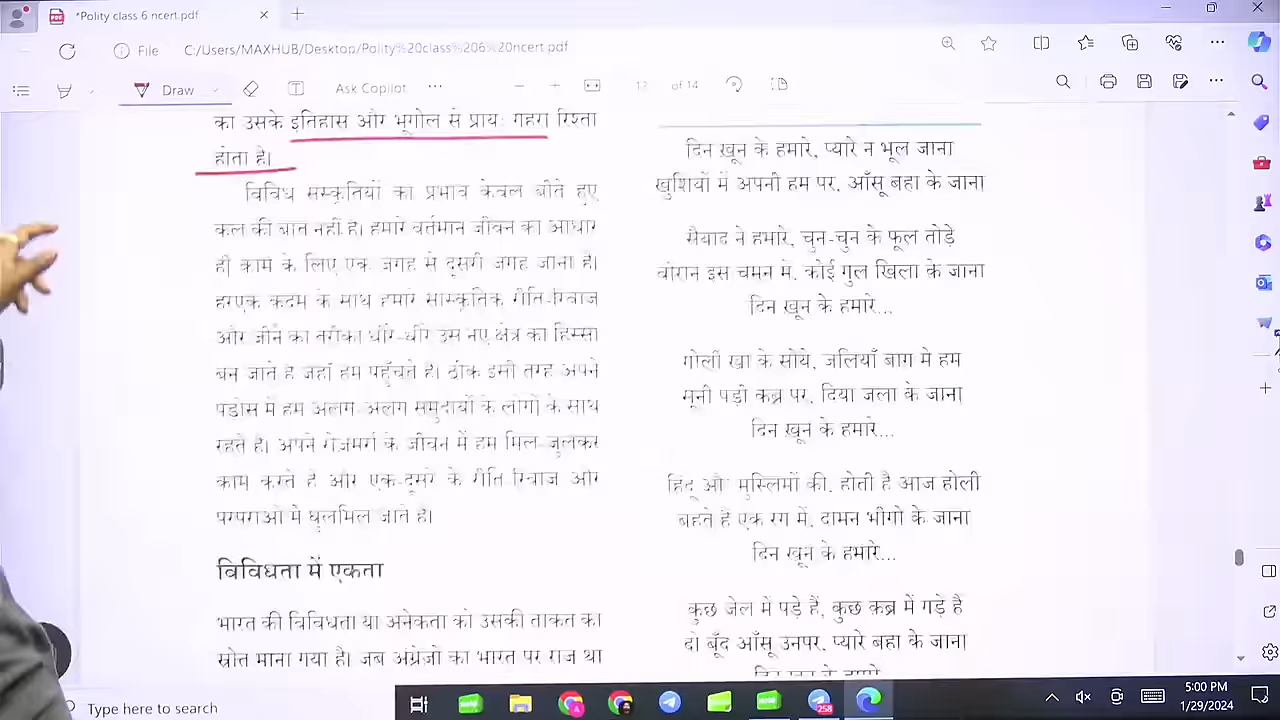 *Polity class 6 ncert.pdf
File C:/Users/MAXHUB/Desktop/Polity%20class%206%20ncert.pdf
Draw Ask Copilot 12 of 14
का उसके इतिहास और भूगोल से प्रायः गहरा रिश्ता
होता है।
विविध संस्कृतियों का प्रभाव केवल बीते हुए
कल की बात नहीं है। हमारे वर्तमान जीवन का आधार
ही काम के लिए एक जगह से दूसरी जगह जाना है।
हरएक कदम के साथ हमारे सांस्कृतिक रीति-रिवाज
और जीने का तरीका धीरे-धीरे उस नए क्षेत्र का हिस्सा
बन जाते हैं जहाँ हम पहुँचते हैं। ठीक इसी तरह अपने
पड़ोस में हम अलग-अलग समुदायों के लोगों के साथ
रहते हैं। अपने रोजमर्रा के जीवन में हम मिल-जुलकर
काम करते हैं और एक-दूसरे के रीति-रिवाज और
परंपराओं में घुलमिल जाते हैं।
विविधता में एकता
भारत की विविधता या अनेकता को उसकी ताकत का
स्रोत माना गया है। जब अंग्रेजों का भारत पर राज था
दिन ख़ून के हमारे, प्यारे न भूल जाना
खुशियों में अपनी हम पर, आँसू बहा के जाना
सैयाद ने हमारे, चुन-चुन के फूल तोड़े
वीरान इस चमन में, कोई गुल खिला के जाना
दिन ख़ून के हमारे...
गोली खा के सोये, जलियाँ बाग में हम
सूनी पड़ी कब्र पर, दिया जला के जाना
दिन ख़ून के हमारे...
हिंदू औ' मुस्लिमों की, होती है आज होली
बहते हैं एक रंग में, दामन भीगो के जाना
दिन ख़ून के हमारे...
कुछ जेल में पड़े हैं, कुछ क़ब्र में गड़े हैं
दो बूँद आँसू उनपर, प्यारे बहा के जाना
दिन ख़ून के हमारे
Type here to search
258
5:00 PM
1/29/2024